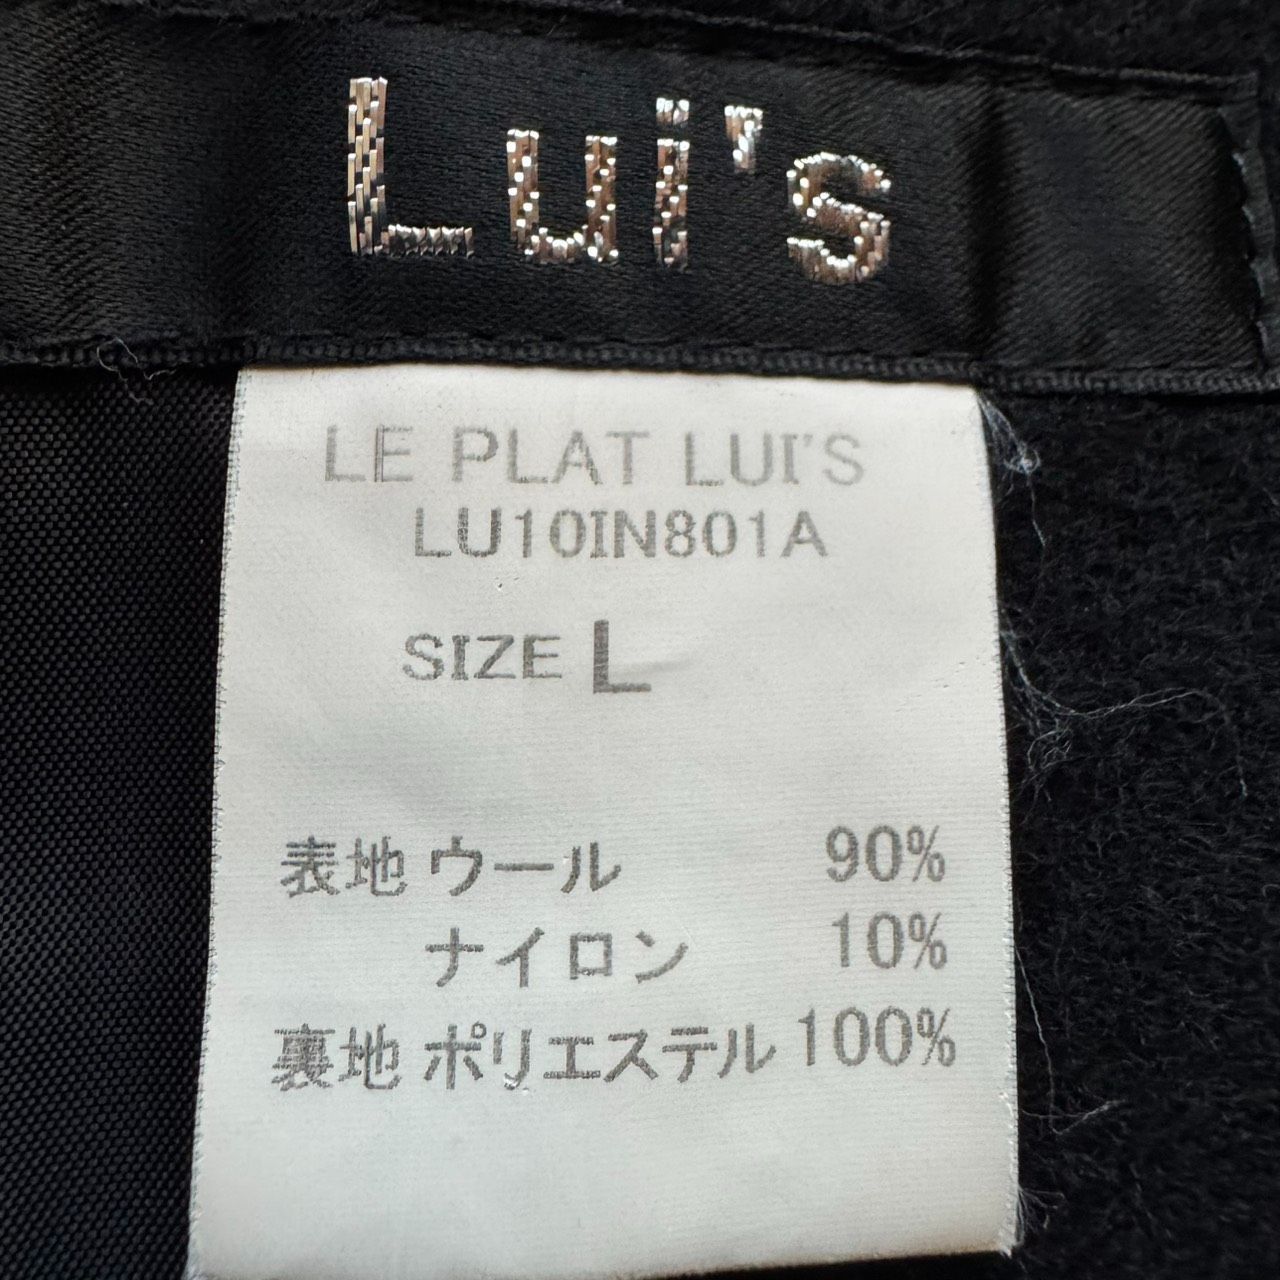 Lui's
LE PLAT LUI'S
LU10IN801A
SIZE L
表地 ウール 90%
ナイロン 10%
裏地 ポリエステル 100%